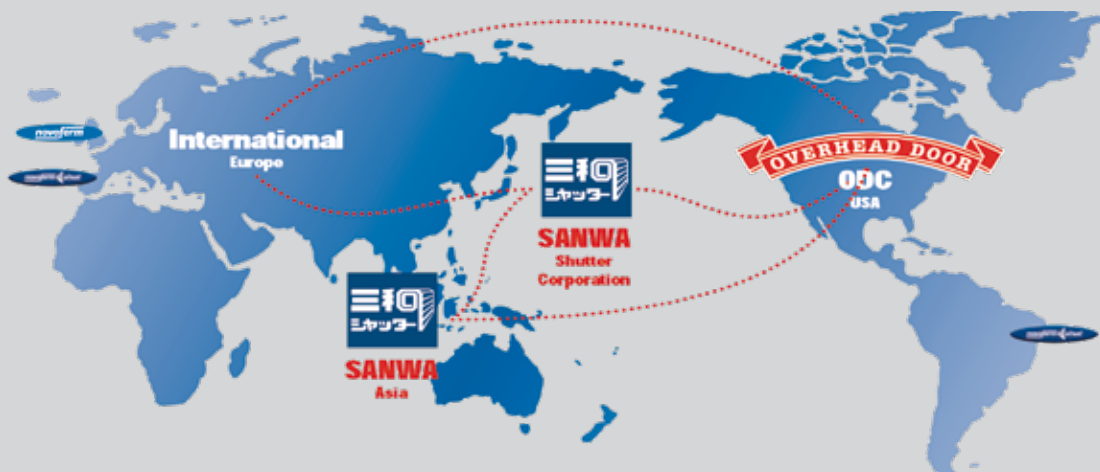 novoferm
International
Europe
三和
シャッター
SANWA
Shutter
Corporation
OVERHEAD DOOR
ODC
USA
三和
シャッター
SANWA
Asia